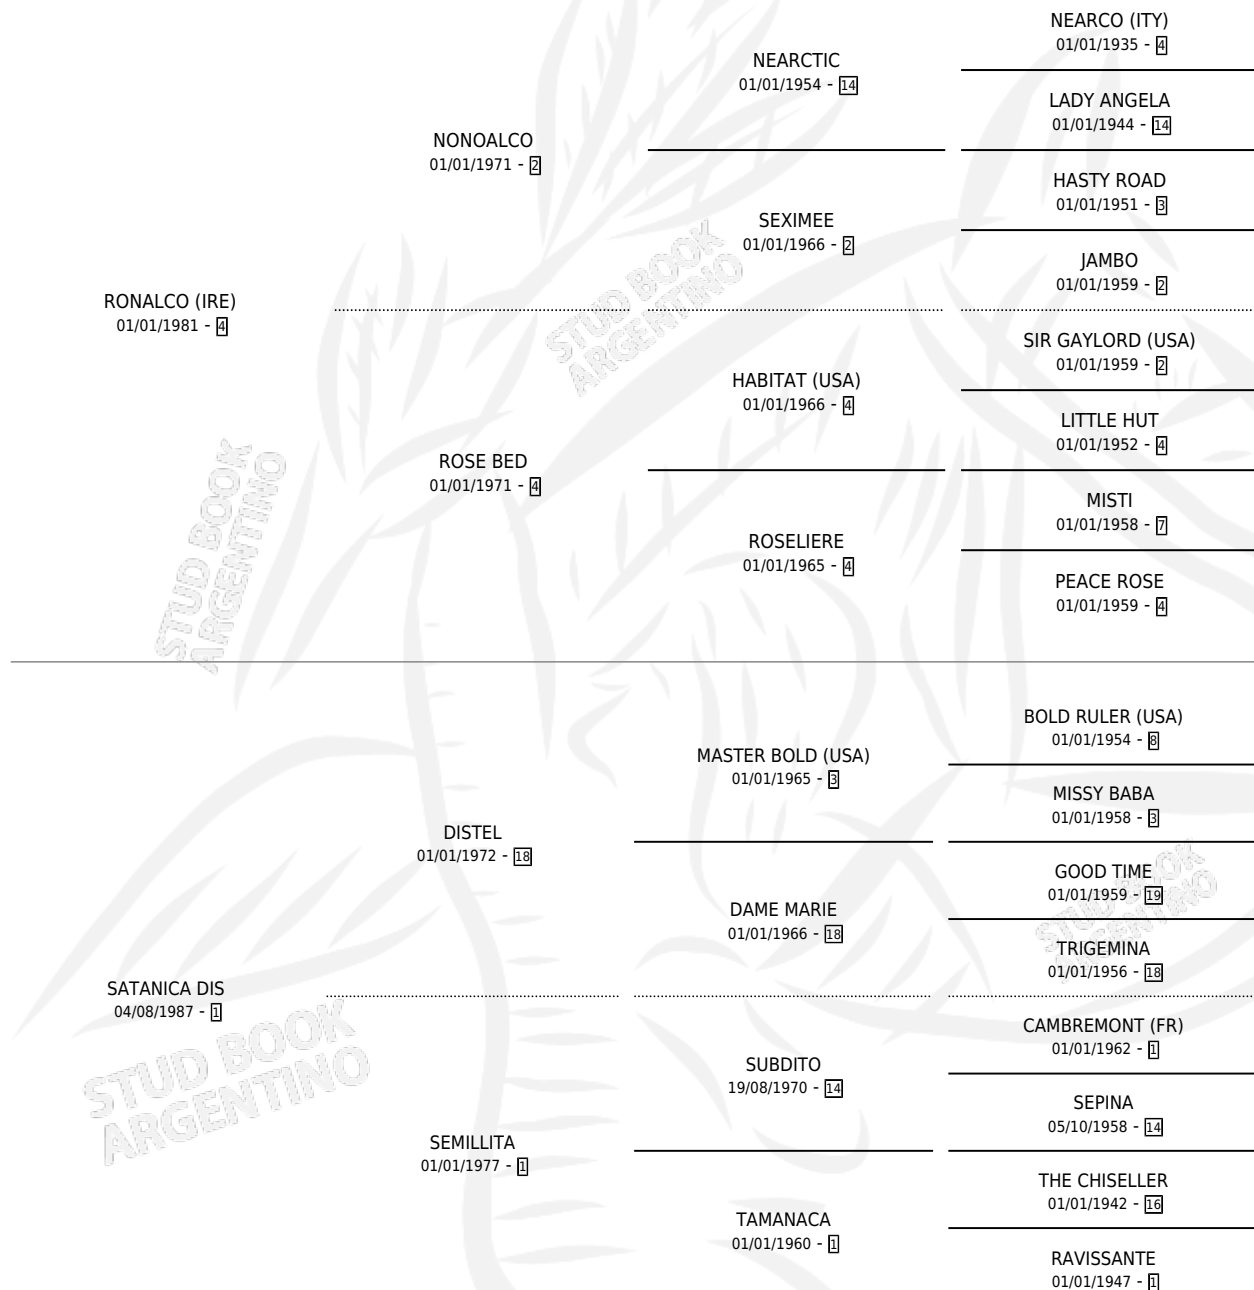 NEARCO (ITY)
01/01/1935 - 4
NEARCTIC
01/01/1954 - 14
LADY ANGELA
01/01/1944 - 14
NONOALCO
01/01/1971 - 2
HASTY ROAD
01/01/1951 - 3
SEXIMEE
01/01/1966 - 2
JAMBO
01/01/1959 - 2
RONALCO (IRE)
01/01/1981 - 4
SIR GAYLORD (USA)
01/01/1959 - 2
HABITAT (USA)
01/01/1966 - 4
LITTLE HUT
01/01/1952 - 4
ROSE BED
01/01/1971 - 4
MISTI
01/01/1958 - 7
ROSELIERE
01/01/1965 - 4
PEACE ROSE
01/01/1959 - 4
BOLD RULER (USA)
01/01/1954 - 8
MASTER BOLD (USA)
01/01/1965 - 3
MISSY BABA
01/01/1958 - 3
DISTEL
01/01/1972 - 18
GOOD TIME
01/01/1959 - 19
DAME MARIE
01/01/1966 - 18
TRIGEMINA
01/01/1956 - 18
SATANICA DIS
04/08/1987 - 1
CAMBREMONT (FR)
01/01/1962 - 1
SUBDITO
19/08/1970 - 14
SEPINA
05/10/1958 - 14
SEMILLITA
01/01/1977 - 1
THE CHISELLER
01/01/1942 - 16
TAMANACA
01/01/1960 - 1
RAVISSANTE
01/01/1947 - 1
STUD BOOK
ARGENTINO
STUD BOOK
ARGENTINO
STUD BOOK
ARGENTINO
STUD BOOK
ARGENTINO